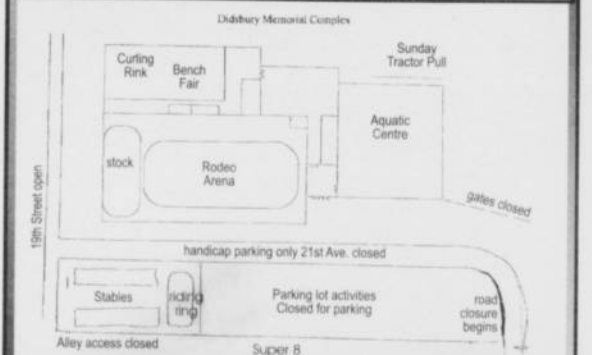 Didsbury Memorial Complex
Sunday
Tractor Pull
Curling
Rink
Bench
Fair
Aquatic
Centre
stock
Rodeo
Arena
gates closed
19th Street open
handicap parking only 21st Ave. closed
Stables
riding
ring
Parking lot activities
Closed for parking
road
closure
begins
Alley access closed
Super 8